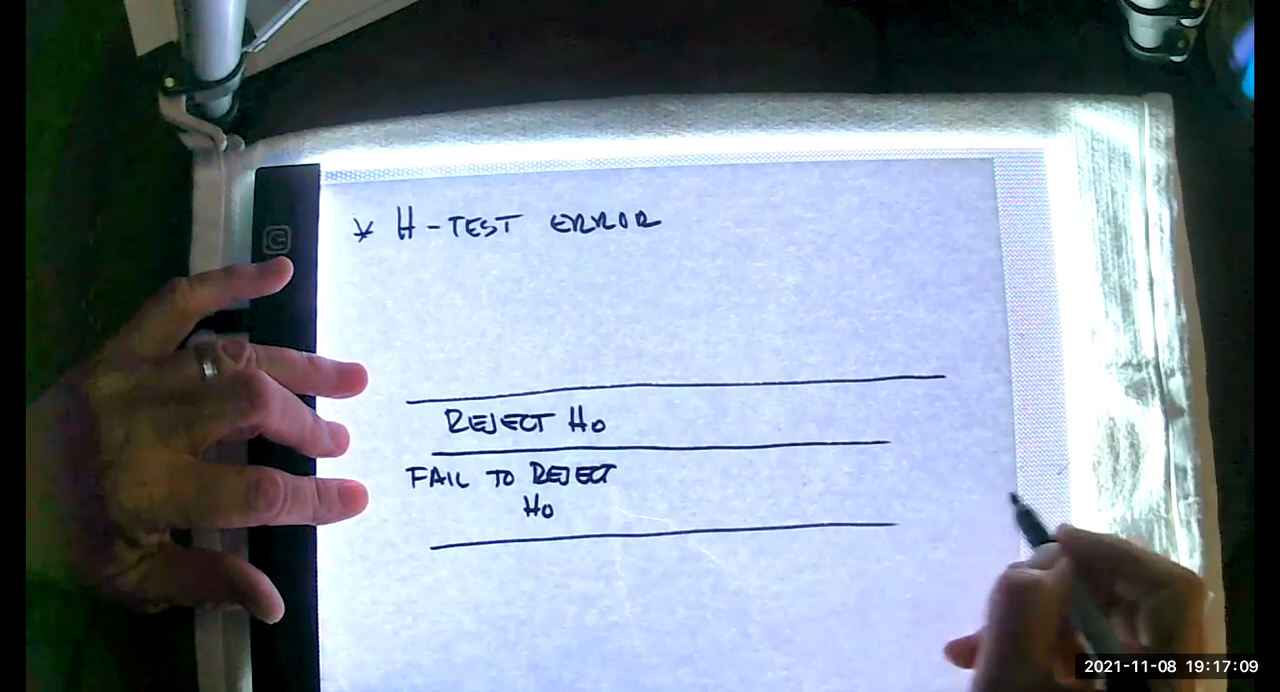 * H-TEST ERROR
REJECT Ho
FAIL TO REJECT
Ho
2021-11-08 19:17:09